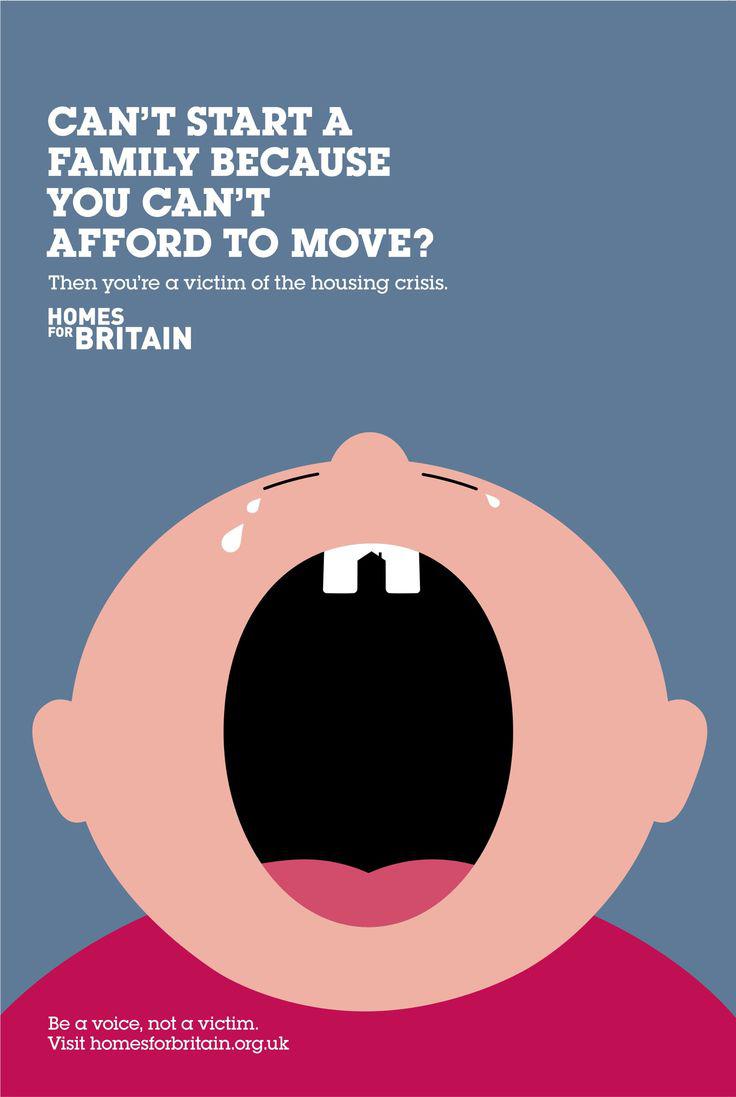 CAN'T START A
FAMILY BECAUSE
YOU CAN'T
AFFORD TO MOVE?
Then you're a victim of the housing crisis.
HOMES
FOR BRITAIN
Be a voice, not a victim.
Visit homesforbritain.org.uk